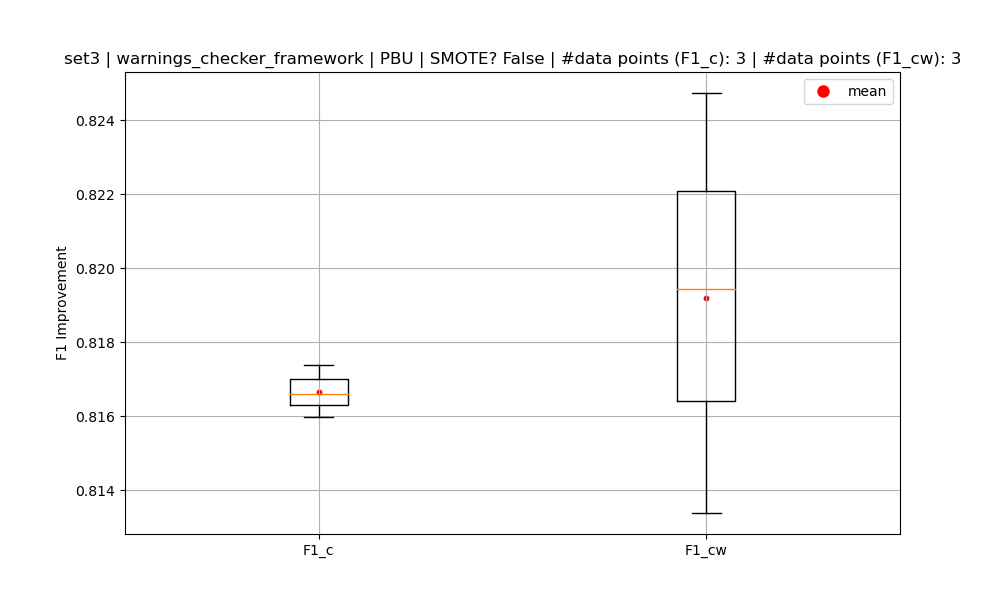 set3 | warnings_checker_framework | PBU | SMOTE? False | #data points (F1_c): 3 | #data points (F1_cw): 3
mean
0.824
0.822
0.820
0.818
0.816
0.814
F1 Improvement
F1_c
F1_cw